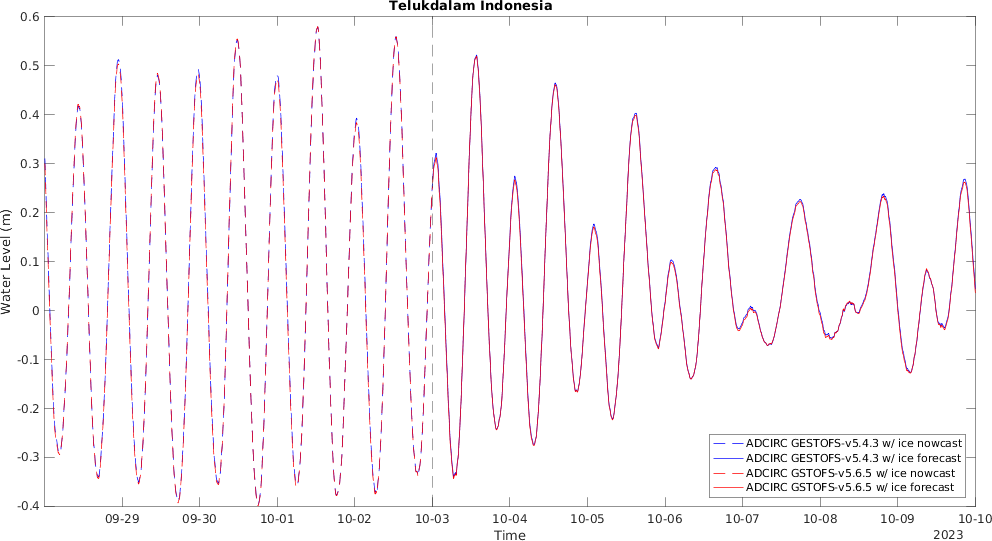 Telukdalam Indonesia
0.6
0.5
0.4
0.3
0.2
0.1
0
-0.1
-0.2
-0.3
-0.4
Water Level (m)
ADCIRC GESTOFS-v5.4.3 w/ ice nowcast
ADCIRC GESTOFS-v5.4.3 w/ ice forecast
ADCIRC GSTOFS-v5.6.5 w/ ice nowcast
ADCIRC GSTOFS-v5.6.5 w/ ice forecast
09-29 09-30 10-01 10-02 10-03 10-04 10-05 10-06 10-07 10-08 10-09 10-10
Time
2023